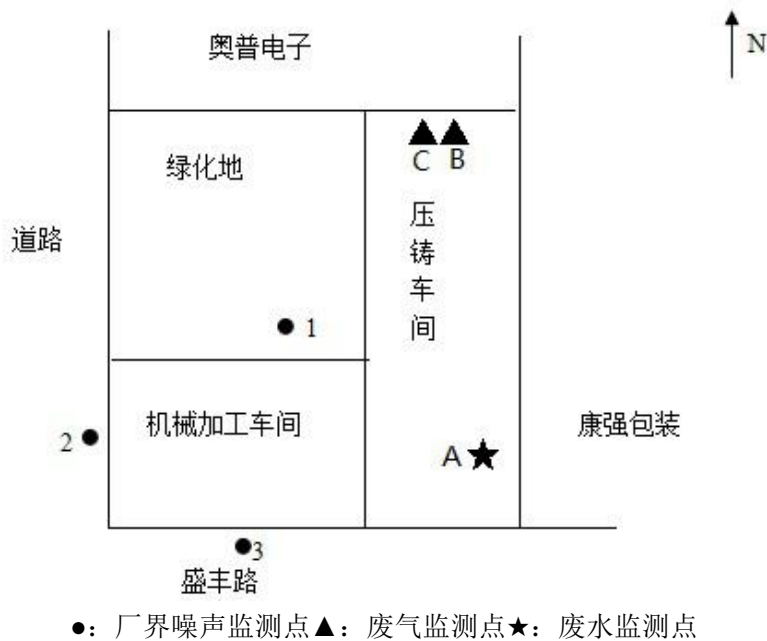 奥普电子
N
绿化地
C B
压铸车间
道路
1
机械加工车间
2
A
康强包装
3
盛丰路
●：厂界噪声监测点▲：废气监测点★：废水监测点